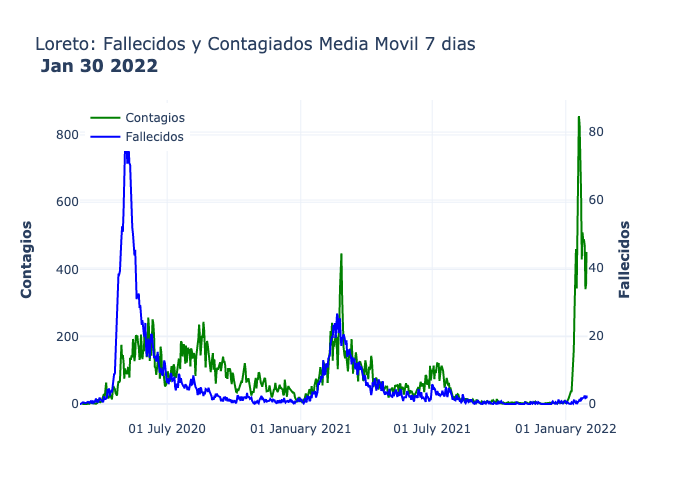 Loreto: Fallecidos y Contagiados Media Movil 7 dias
Jan 30 2022
Contagios
Fallecidos
800
600
400
200
0
80
60
40
20
0
Contagios
Fallecidos
01 July 2020
01 January 2021
01 July 2021
01 January 2022